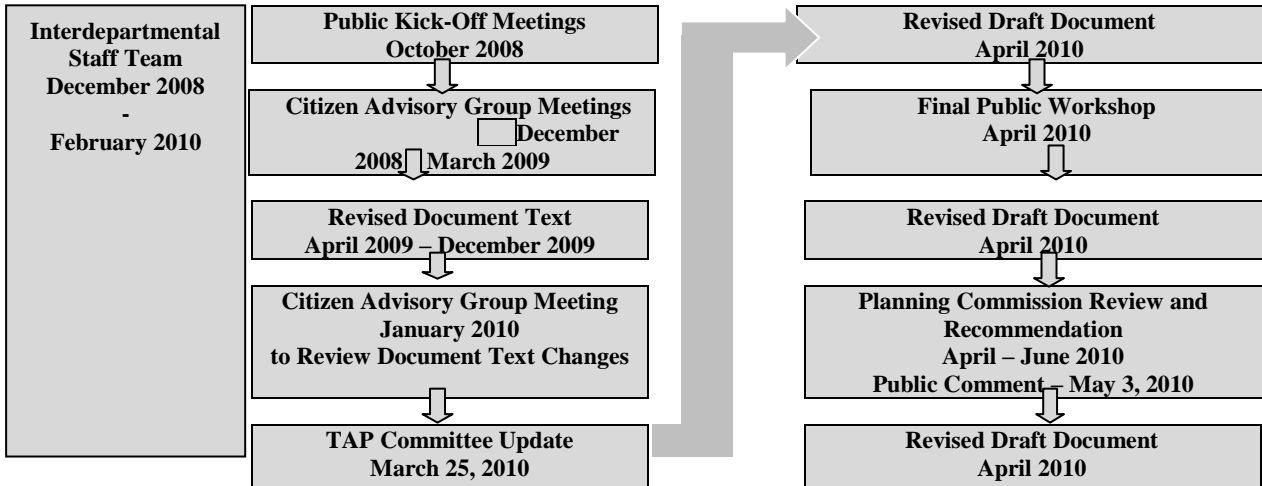 Interdepartmental
Staff Team
December 2008
-
February 2010
Public Kick-Off Meetings
October 2008
Citizen Advisory Group Meetings
December
2008 March 2009
Revised Document Text
April 2009 – December 2009
Citizen Advisory Group Meeting
January 2010
to Review Document Text Changes
TAP Committee Update
March 25, 2010
Revised Draft Document
April 2010
Final Public Workshop
April 2010
Revised Draft Document
April 2010
Planning Commission Review and
Recommendation
April – June 2010
Public Comment – May 3, 2010
Revised Draft Document
April 2010